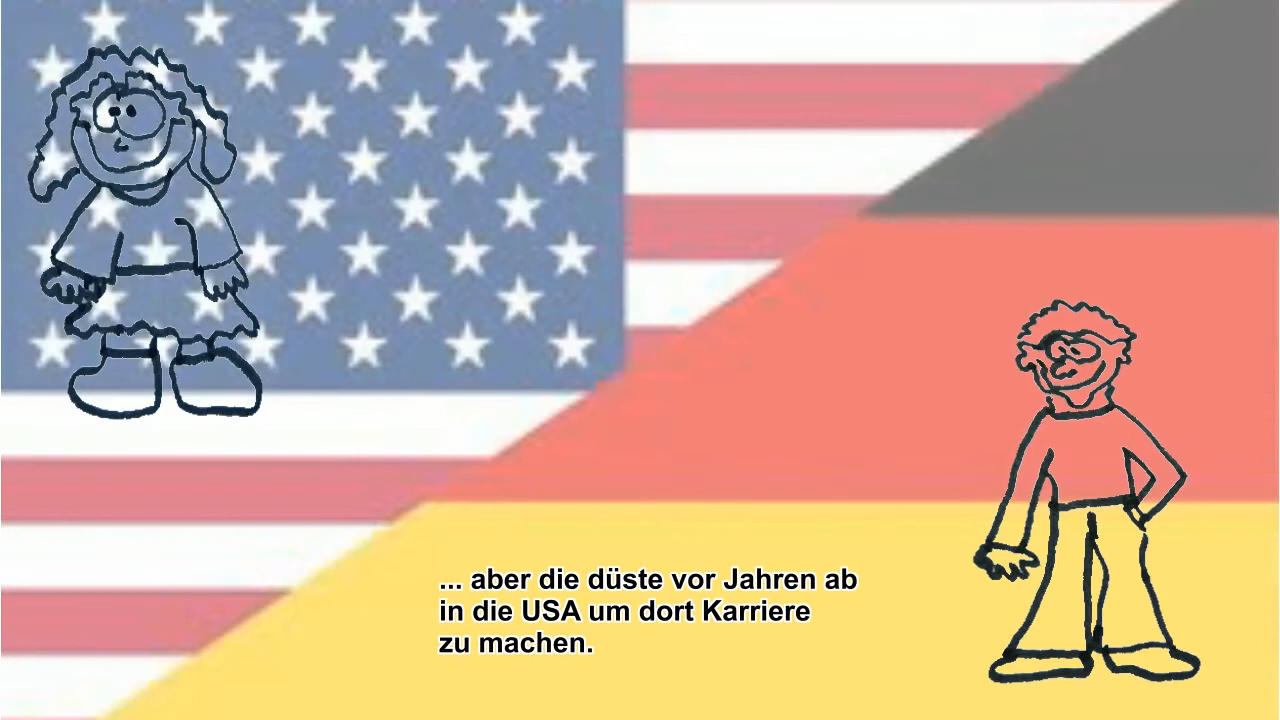 ... aber die düste vor Jahren ab
in die USA um dort Karriere
zu machen.